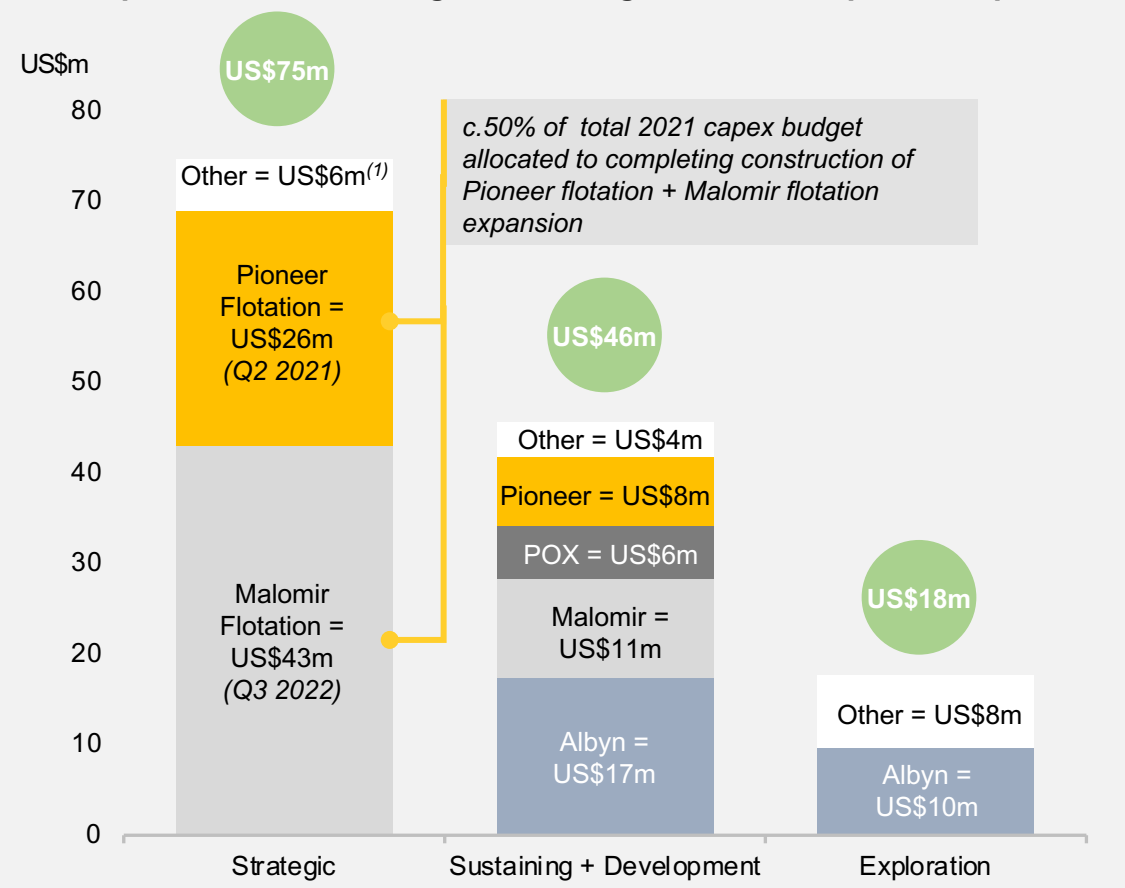 US$m
US$75m
80
70
60
50
40
30
20
10
0
Other = US$6m(1)
Pioneer
Flotation =
US$26m
(Q2 2021)
Malomir
Flotation =
US$43m
(Q3 2022)
c.50% of total 2021 capex budget
allocated to completing construction of
Pioneer flotation + Malomir flotation
expansion
US$46m
Other = US$4m
Pioneer = US$8m
POX = US$6m
Malomir =
US$11m
Albyn =
US$17m
US$18m
Other = US$8m
Albyn =
US$10m
Strategic
Sustaining + Development
Exploration